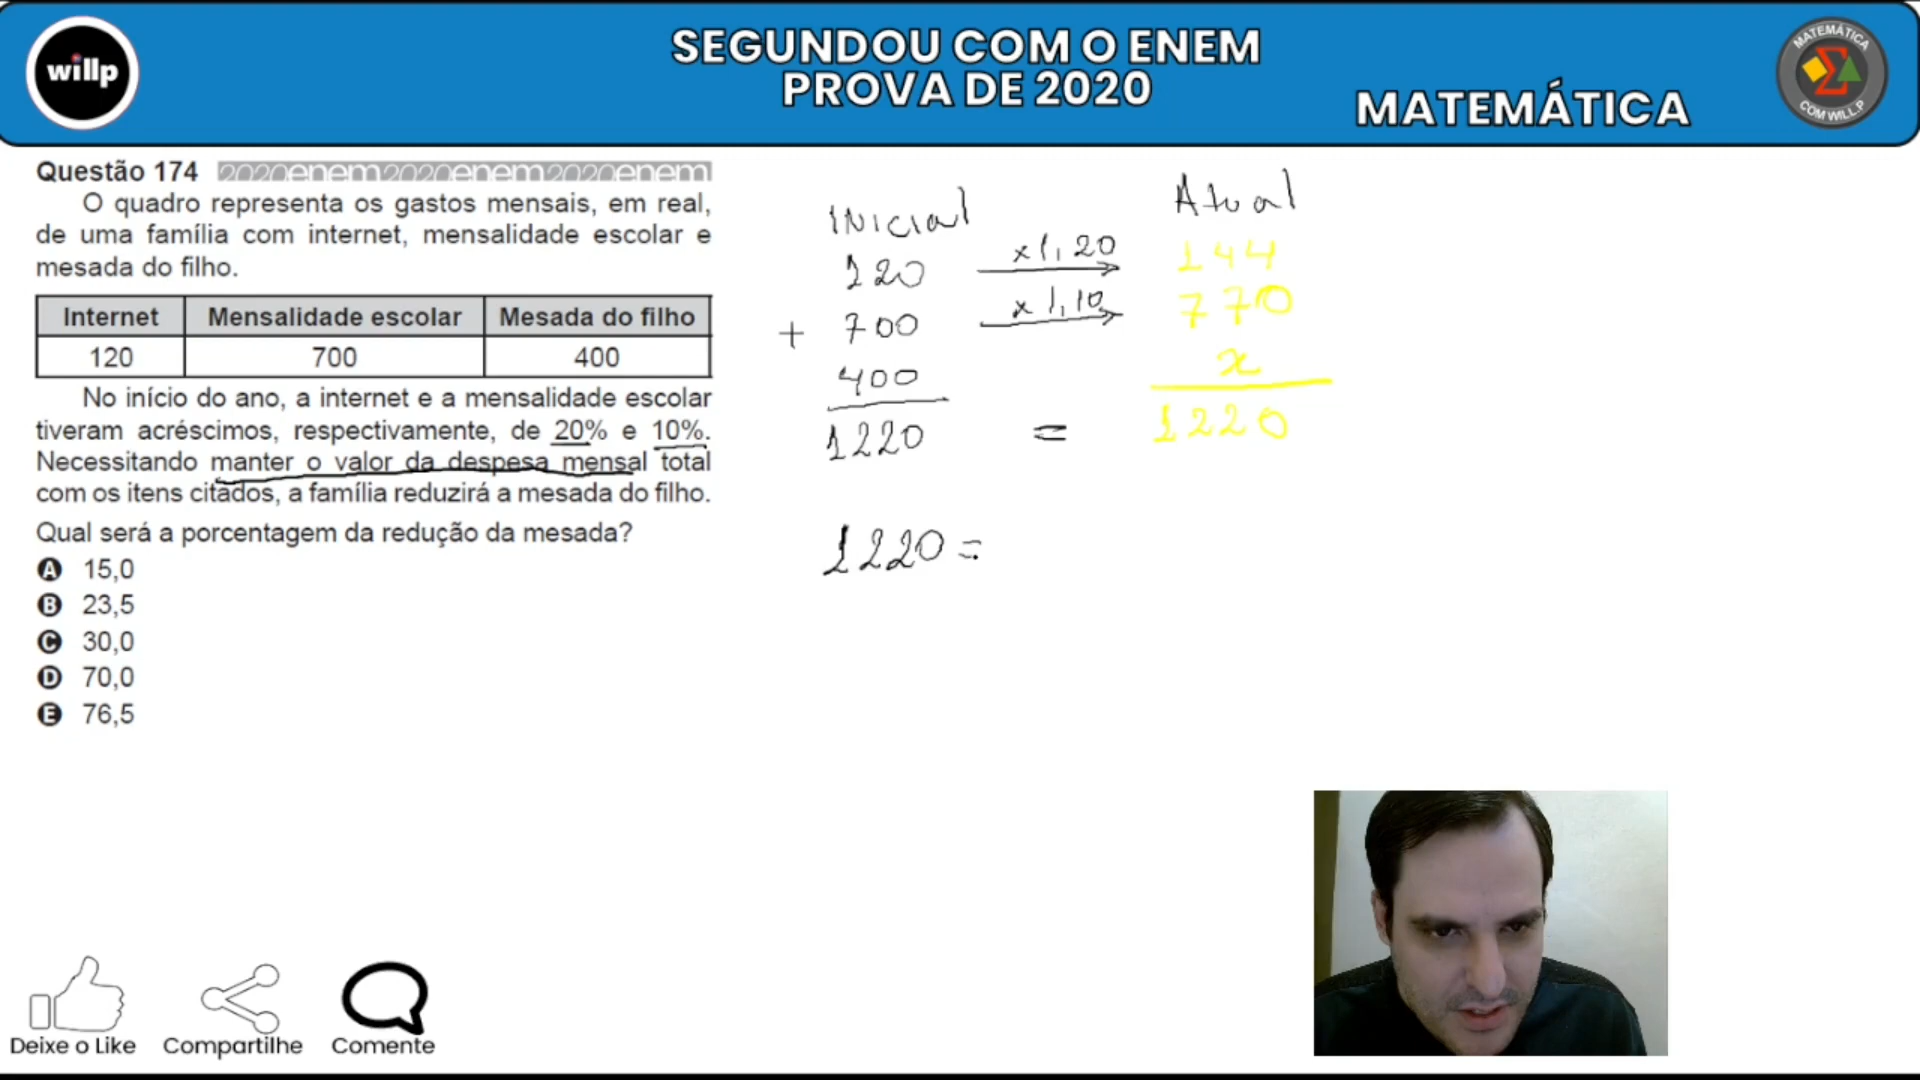 willp
SEGUNDOU COM O ENEM
PROVA DE 2020
MATEMÁTICA
MATEMÁTICA
COM WILL.P
Questão 174 2020enem2020enem2020enem
O quadro representa os gastos mensais, em real,
de uma família com internet, mensalidade escolar e
mesada do filho.
Internet Mensalidade escolar Mesada do filho
120 700 400
No início do ano, a internet e a mensalidade escolar
tiveram acréscimos, respectivamente, de 20% e 10%.
Necessitando manter o valor da despesa mensal total
com os itens citados, a família reduzirá a mesada do filho.
Qual será a porcentagem da redução da mesada?
A 15,0
B 23,5
C 30,0
D 70,0
E 76,5
INICIAL Atual
120 x1,20 144
+ 700 x1,10 770
400 x
1220 = 1220
1220 =
Deixe o Like Compartilhe Comente